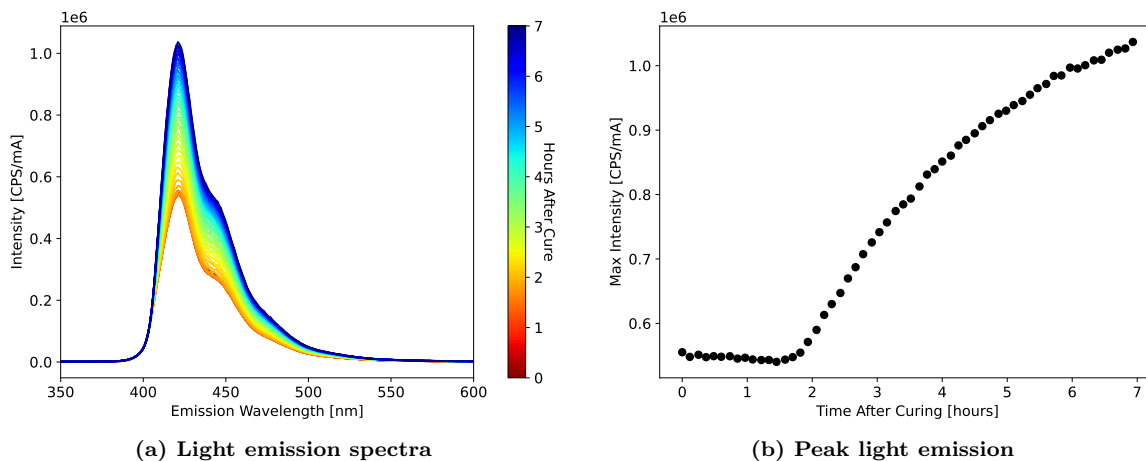 1e6
1.0
0.8
0.6
0.4
0.2
0.0
350 400 450 500 550 600
Emission Wavelength [nm]
Intensity [CPS/mA]
7
6
5
4
3
2
1
0
Hours After Cure
(a) Light emission spectra
1e6
1.0
0.9
0.8
0.7
0.6
0 1 2 3 4 5 6 7
Time After Curing [hours]
Max Intensity [CPS/mA]
(b) Peak light emission